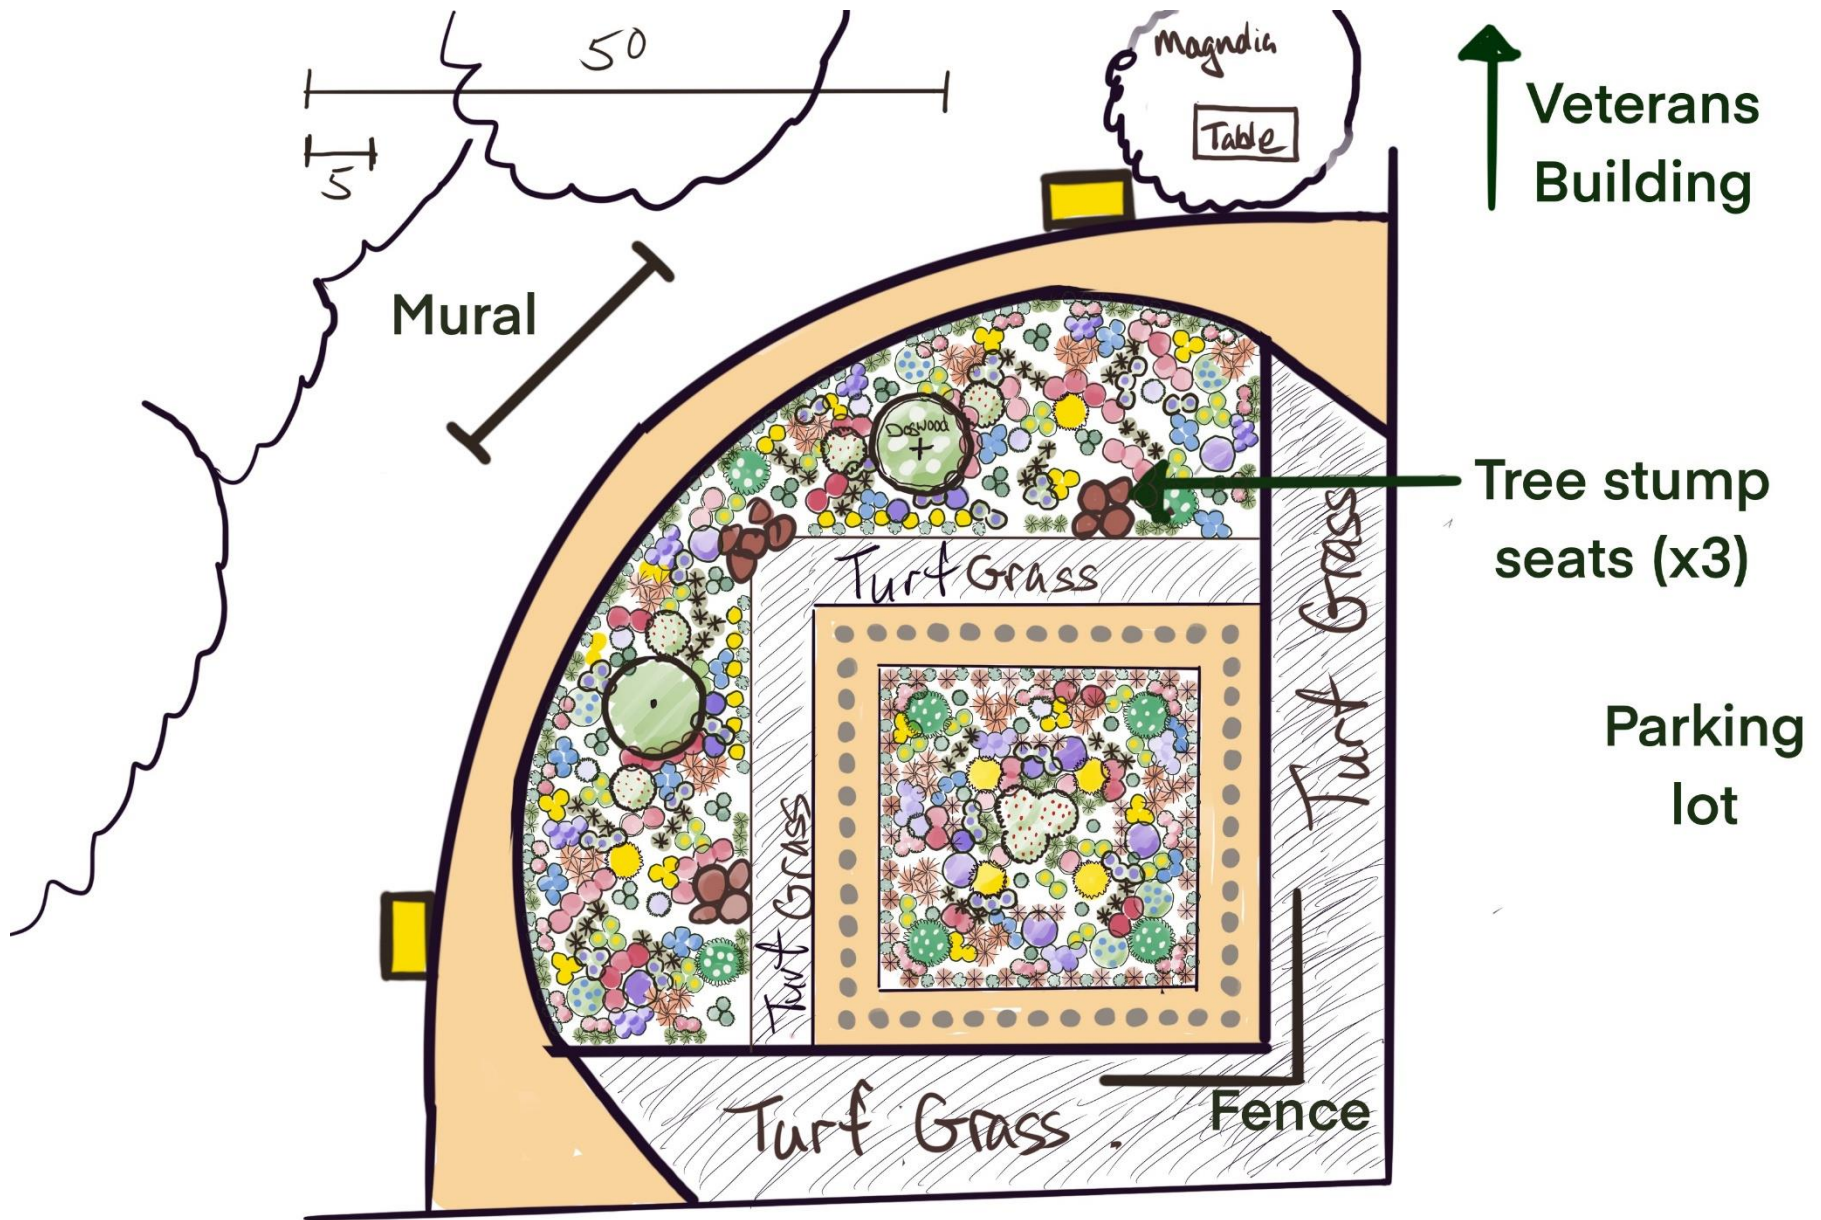 50
5
Magnolia
Table
Veterans
Building
Mural
Dogwood
Tree stump
seats (x3)
Turf Grass
Turf Grass
Turf Grass
Parking
lot
Fence
Turf Grass.